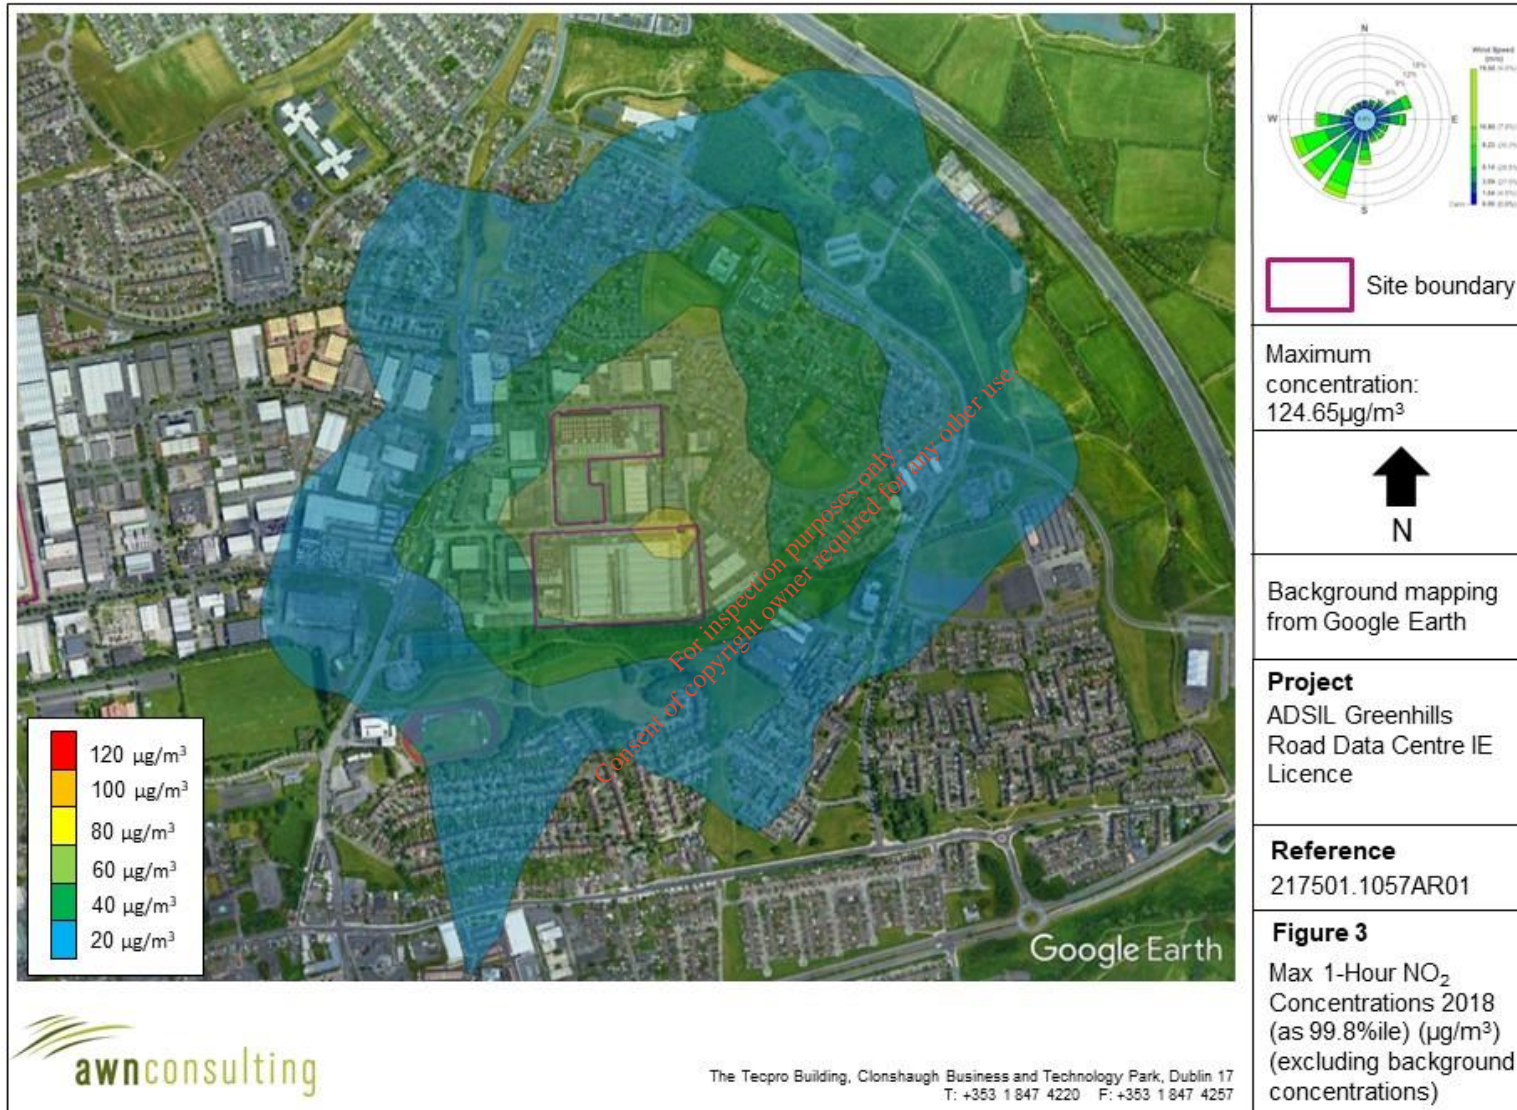 N
W
E
S
Wind Speed
Site boundary
Maximum
concentration:
124.65µg/m³
N
Background mapping
from Google Earth
Project
ADSIL Greenhills
Road Data Centre IE
Licence
Reference
217501.1057AR01
Figure 3
Max 1-Hour NO₂
Concentrations 2018
(as 99.8%ile) (µg/m³)
(excluding background
concentrations)
For inspection purposes only.
Consent of copyright owner required for any other use.
120 µg/m³
100 µg/m³
80 µg/m³
60 µg/m³
40 µg/m³
20 µg/m³
Google Earth
awnconsulting
The Tecpro Building, Clonshaugh Business and Technology Park, Dublin 17
T: +353 1 847 4220 F: +353 1 847 4257